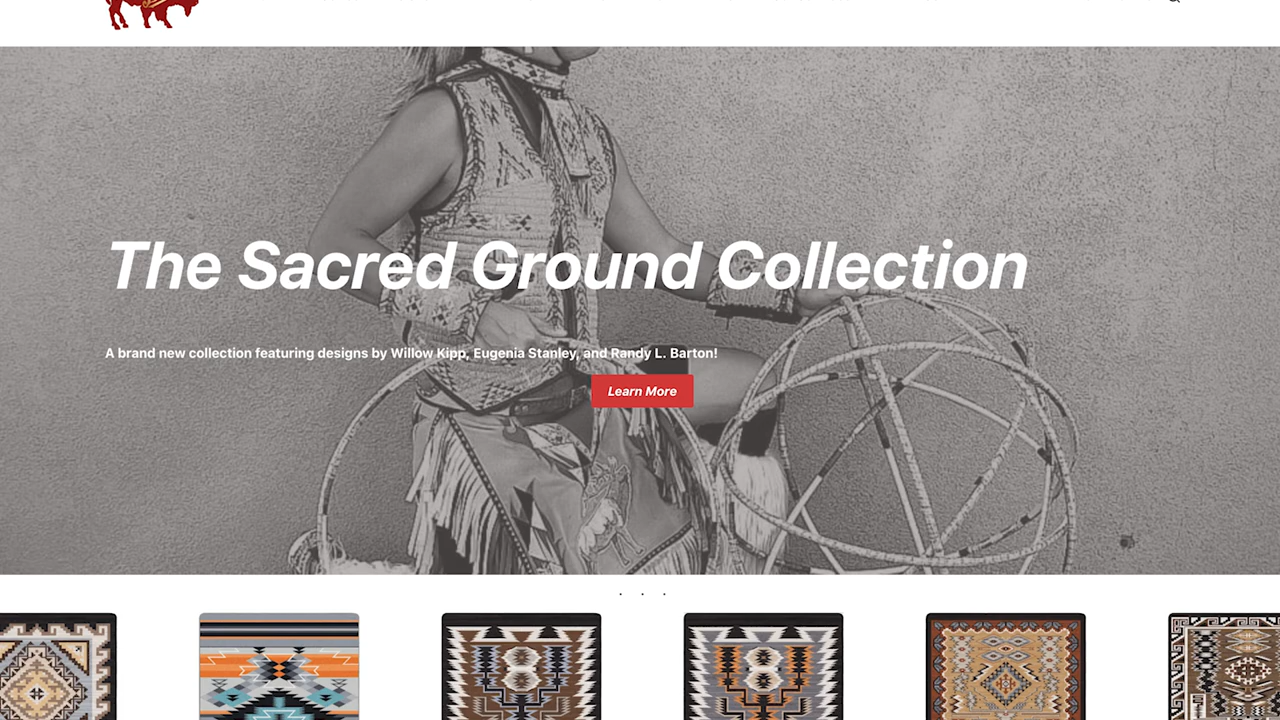 The Sacred Ground Collection
A brand new collection featuring designs by Willow Kipp, Eugenia Stanley, and Randy L. Barton!
Learn More